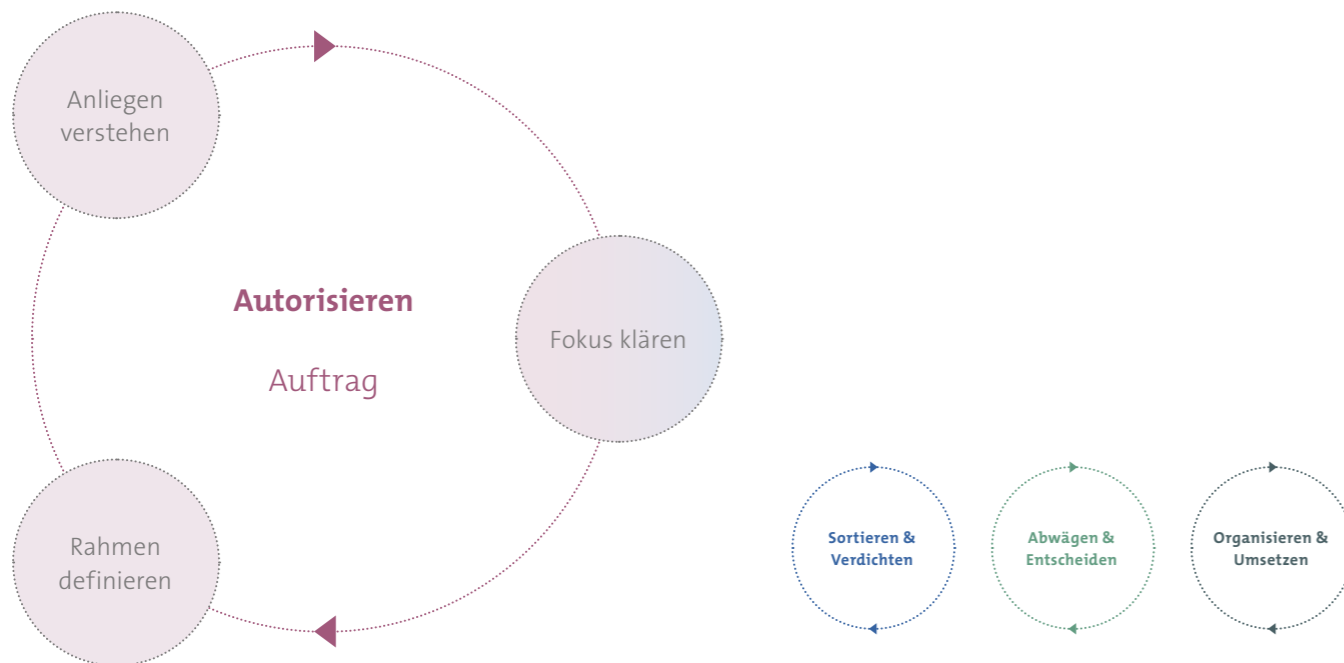 Anliegen
verstehen
Autorisieren
Auftrag
Fokus klären
Rahmen
definieren
Sortieren &
Verdichten
Abwägen &
Entscheiden
Organisieren &
Umsetzen